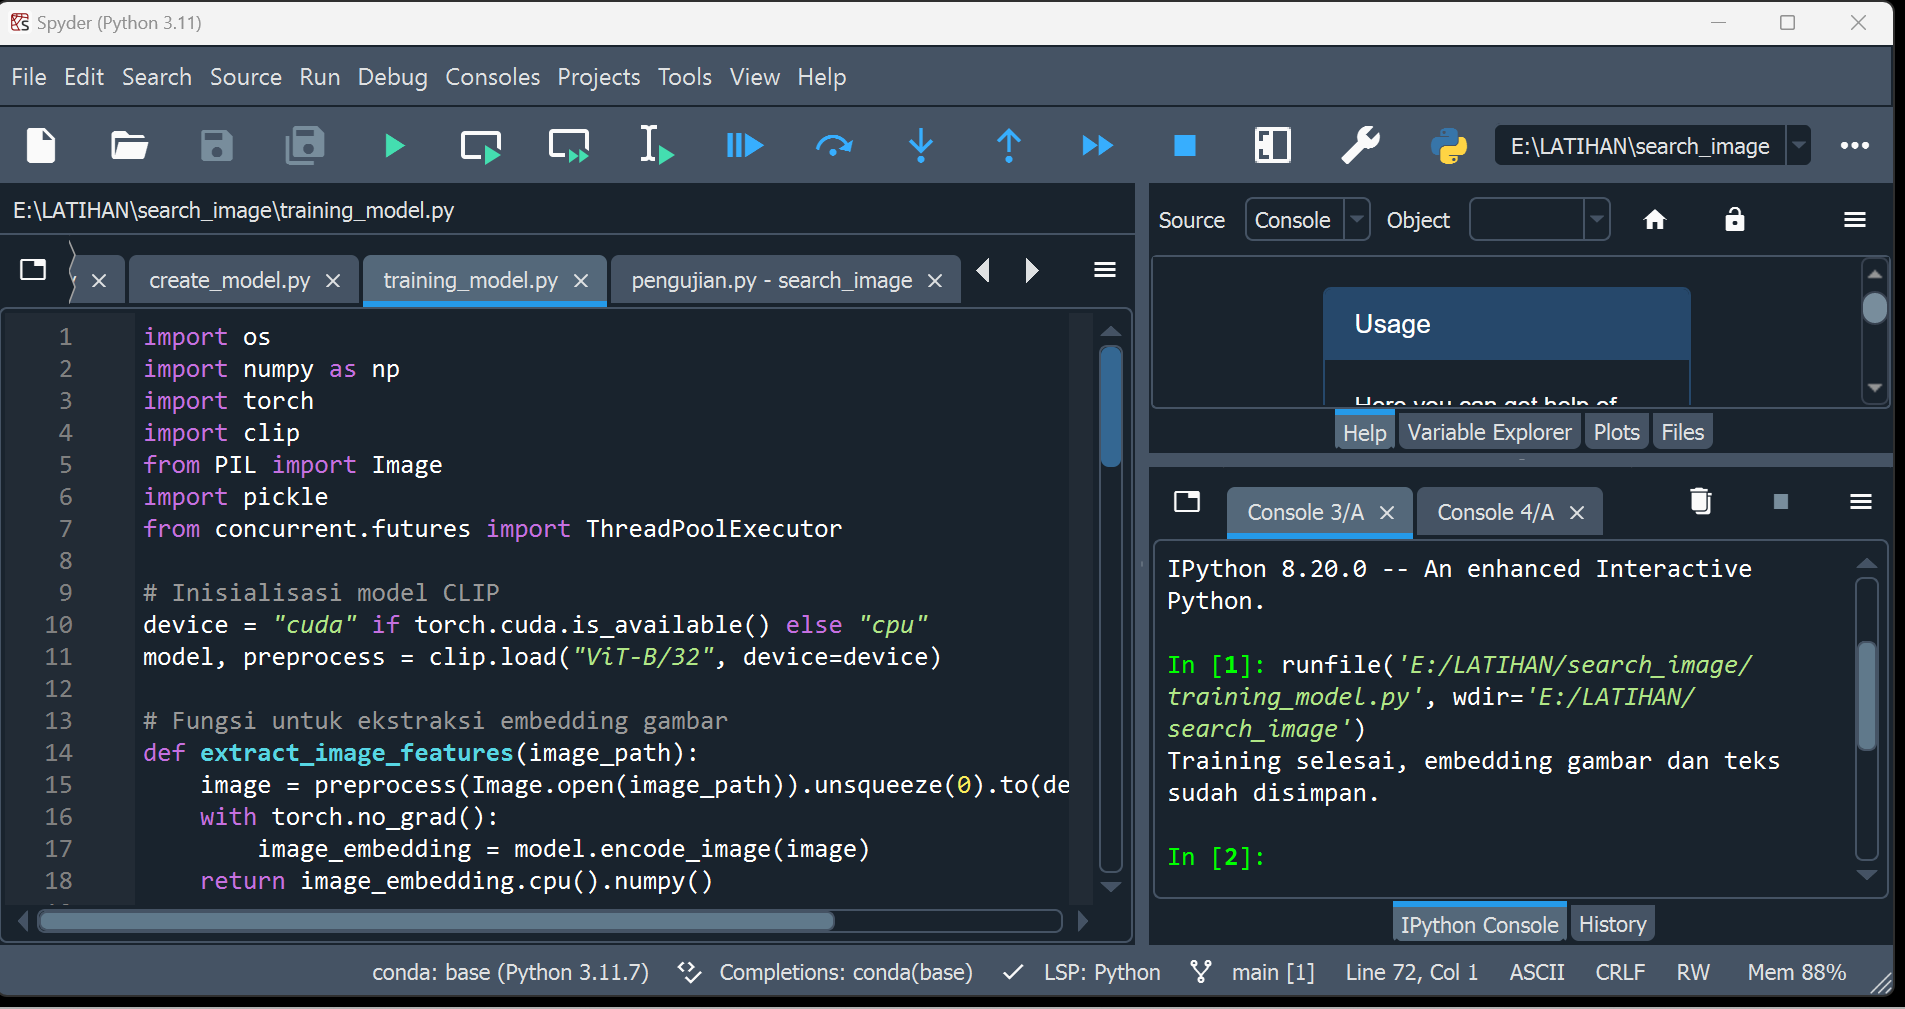 Spyder (Python 3.11)
File Edit Search Source Run Debug Consoles Projects Tools View Help
E:\LATIHAN\search_image
E:\LATIHAN\search_image\training_model.py
create_model.py
training_model.py
pengujian.py - search_image
1 import os
2 import numpy as np
3 import torch
4 import clip
5 from PIL import Image
6 import pickle
7 from concurrent.futures import ThreadPoolExecutor
8
9 # Inisialisasi model CLIP
10 device = "cuda" if torch.cuda.is_available() else "cpu"
11 model, preprocess = clip.load("ViT-B/32", device=device)
12
13 # Fungsi untuk ekstraksi embedding gambar
14 def extract_image_features(image_path):
15 image = preprocess(Image.open(image_path)).unsqueeze(0).to(de
16 with torch.no_grad():
17 image_embedding = model.encode_image(image)
18 return image_embedding.cpu().numpy()
Source Console Object
Usage
Here you can get help of
Help Variable Explorer Plots Files
Console 3/A Console 4/A
IPython 8.20.0 -- An enhanced Interactive
Python.
In [1]: runfile('E:/LATIHAN/search_image/
training_model.py', wdir='E:/LATIHAN/
search_image')
Training selesai, embedding gambar dan teks
sudah disimpan.
In [2]:
IPython Console History
conda: base (Python 3.11.7) Completions: conda(base) LSP: Python main [1] Line 72, Col 1 ASCII CRLF RW Mem 88%